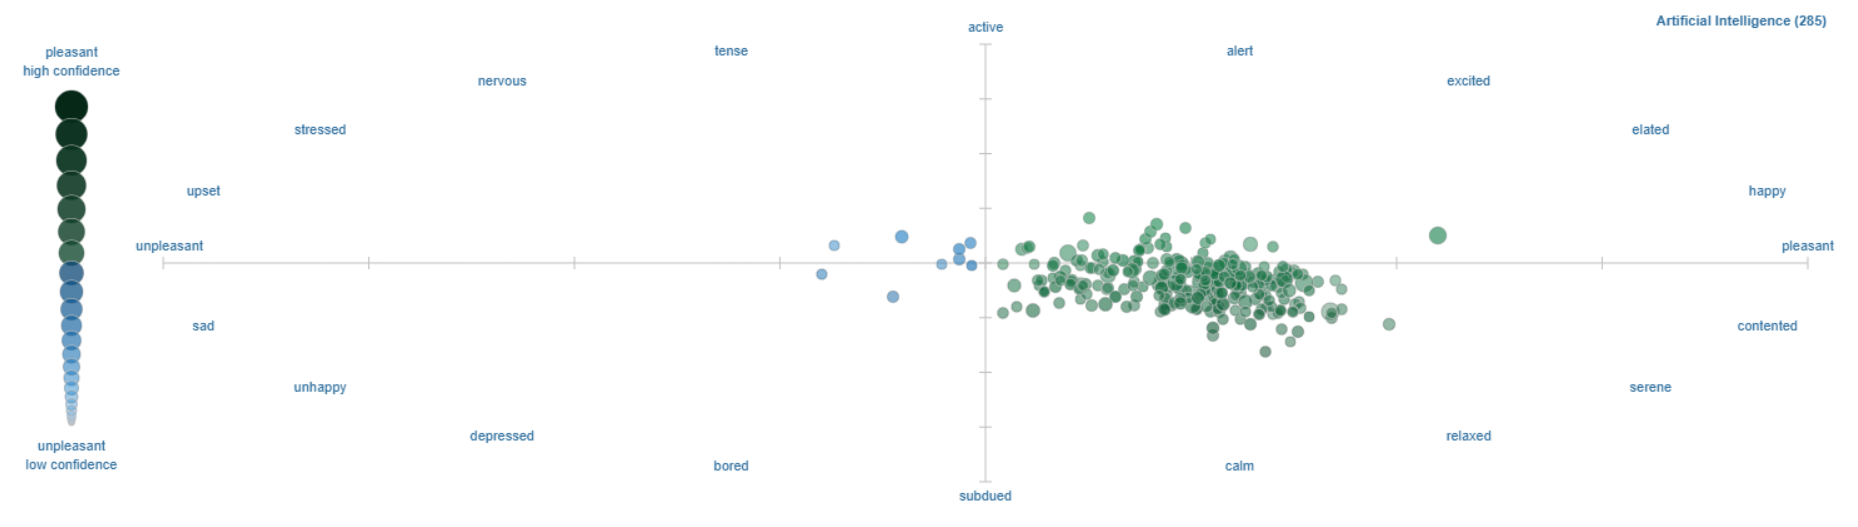 Artificial Intelligence (285)
active
pleasant
high confidence
tense
alert
nervous
excited
stressed
elated
upset
happy
unpleasant
pleasant
sad
contented
unhappy
serene
depressed
relaxed
unpleasant
low confidence
bored
calm
subdued